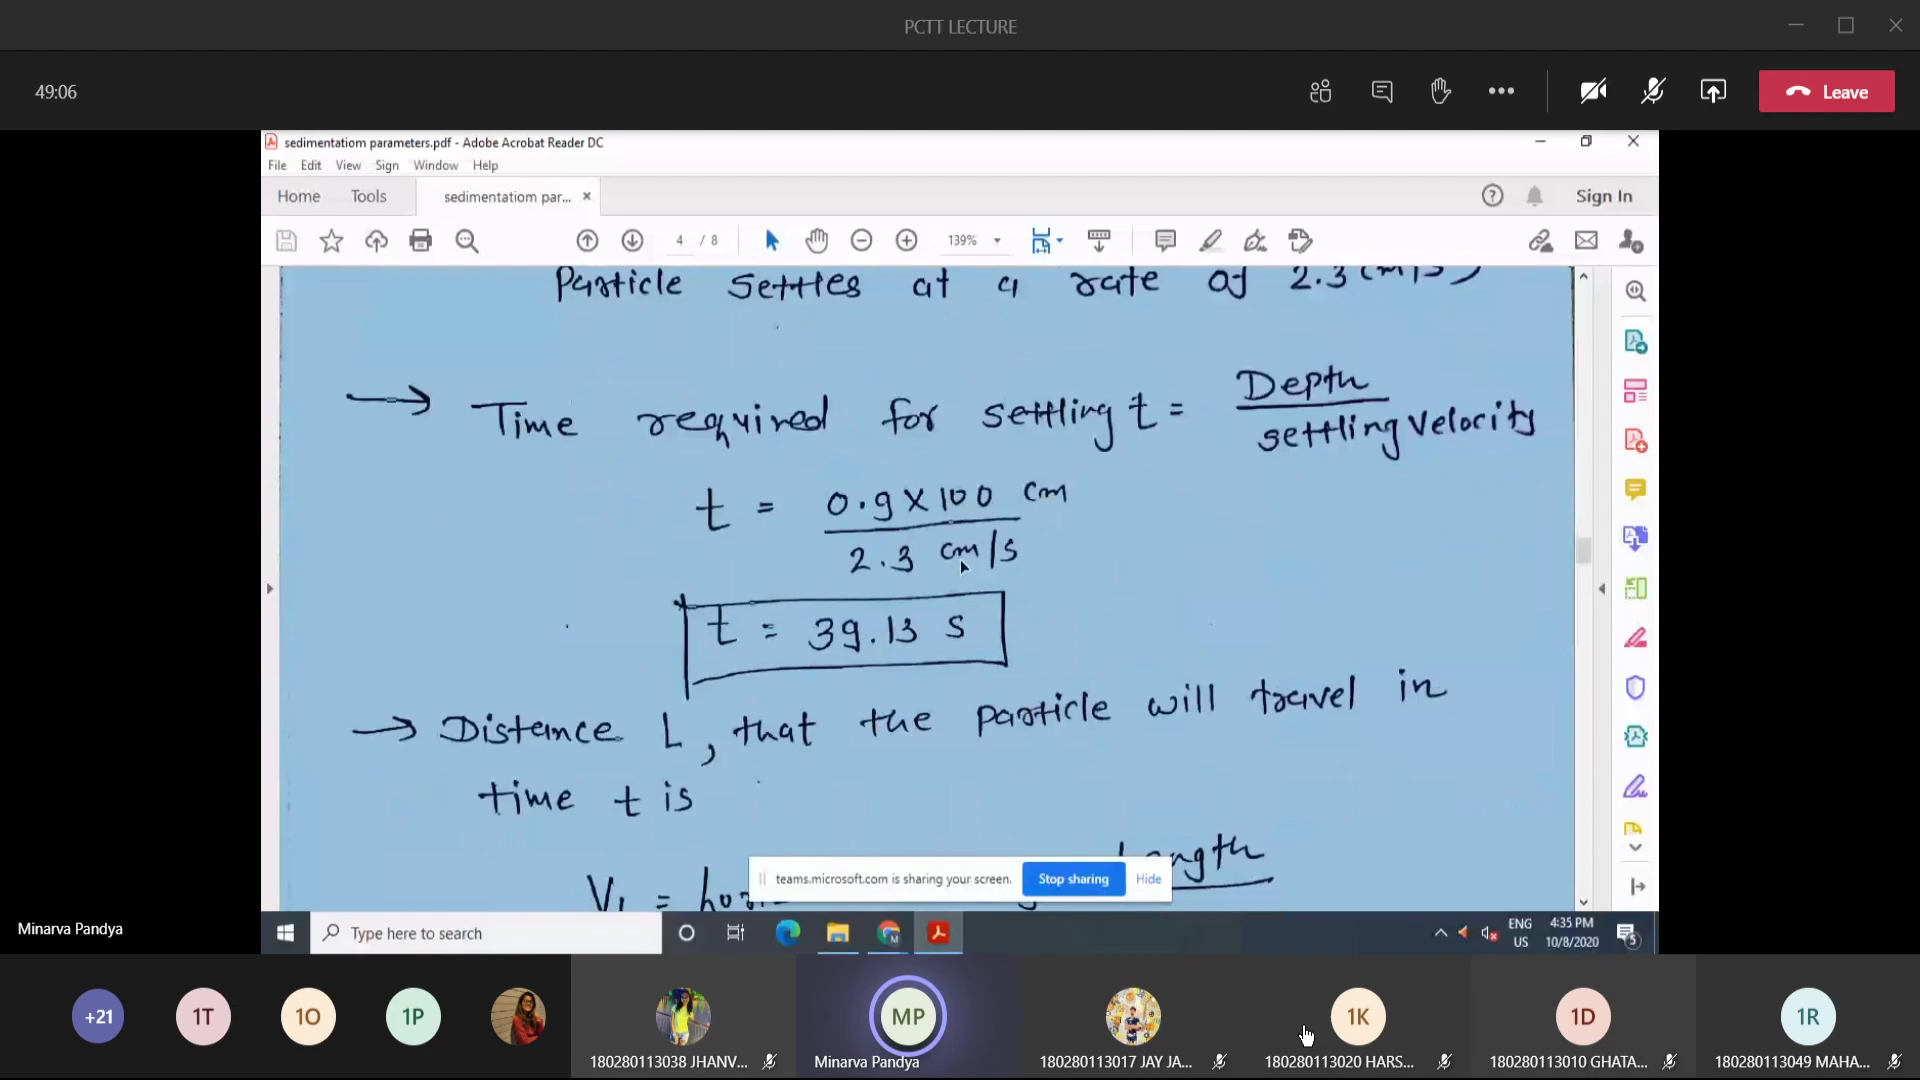 PCTT LECTURE
49:06
Leave
sedimentatiom parameters.pdf - Adobe Acrobat Reader DC
File Edit View Sign Window Help
Home Tools sedimentatiom par... × Sign In
4 / 8 139%
Particle settles at a rate of 2.3 cm/s
Time required for settling t = Depth
settling velocity
t = 0.9 × 100 cm
2.3 cm/s
t = 39.13 s
→ Distance L, that the particle will travel in
time t is
Length
teams.microsoft.com is sharing your screen. Stop sharing Hide
Minarva Pandya
Type here to search
ENG 4:35 PM
US 10/8/2020 5
+21 1T 1O 1P MP 1K 1D 1R
180280113038 JHANV... Minarva Pandya 180280113017 JAY JA... 180280113020 HARS... 180280113010 GHATA... 180280113049 MAHA...